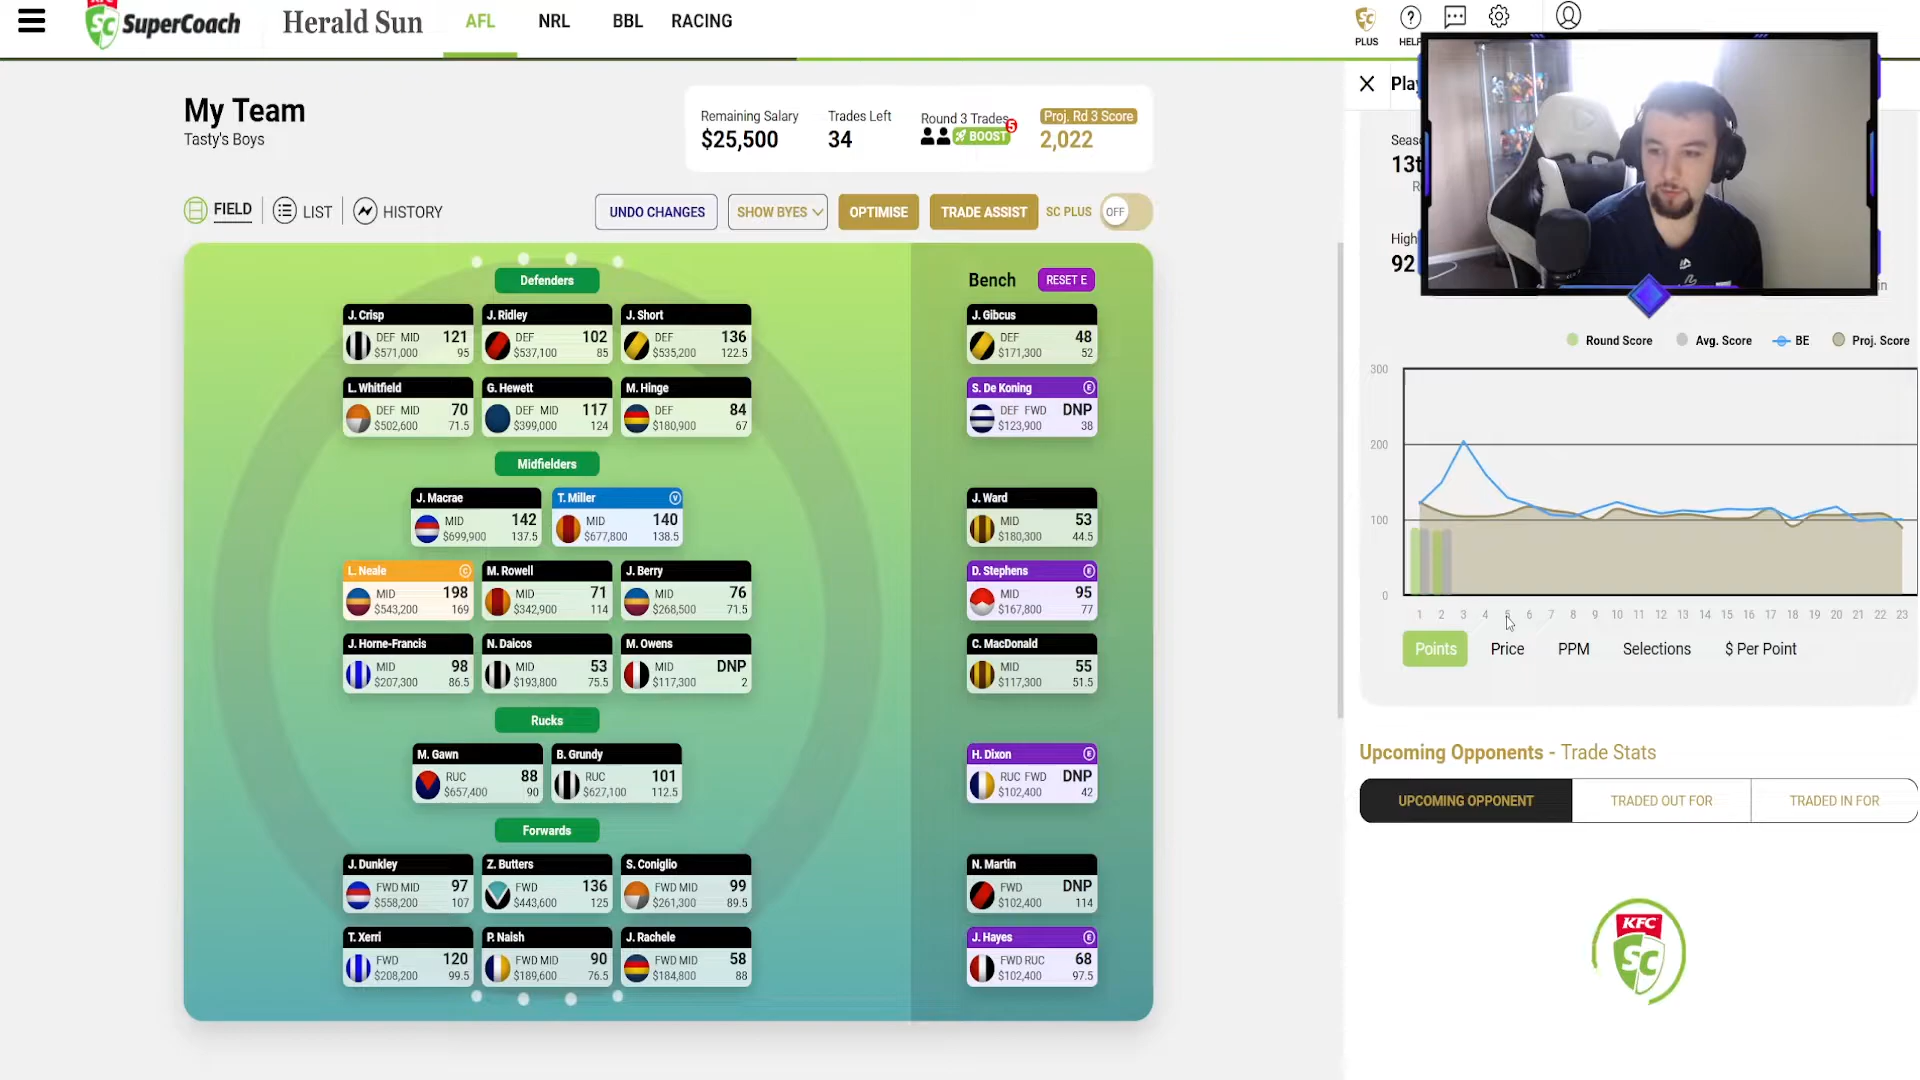 KFC SC SuperCoach
Herald Sun
AFL
NRL
BBL
RACING
PLUS
HELP
My Team
Tasty's Boys
Remaining Salary
$25,500
Trades Left
34
Round 3 Trades
5
BOOST
Proj. Rd 3 Score
2,022
FIELD
LIST
HISTORY
UNDO CHANGES
SHOW BYES
OPTIMISE
TRADE ASSIST
SC PLUS
OFF
Defenders
J. Crisp
DEF MID 121
$571,000 95
J. Ridley
DEF 102
$537,100 85
J. Short
DEF 136
$535,200 122.5
L. Whitfield
DEF MID 70
$502,600 71.5
G. Hewett
DEF MID 117
$399,000 124
M. Hinge
DEF 84
$180,900 67
Midfielders
J. Macrae
MID 142
$699,900 137.5
T. Miller V
MID 140
$677,800 138.5
L. Neale C
MID 198
$543,200 169
M. Rowell
MID 71
$342,900 114
J. Berry
MID 76
$268,500 71.5
J. Horne-Francis
MID 98
$207,300 86.5
N. Daicos
MID 53
$193,800 75.5
M. Owens
MID DNP
$117,300 2
Rucks
M. Gawn
RUC 88
$657,400 90
B. Grundy
RUC 101
$627,100 112.5
Forwards
J. Dunkley
FWD MID 97
$558,200 107
Z. Butters
FWD 136
$443,600 125
S. Coniglio
FWD MID 99
$261,300 89.5
T. Xerri
FWD 120
$208,200 99.5
P. Naish
FWD MID 90
$189,600 76.5
J. Rachele
FWD MID 58
$184,800 88
Bench
RESET E
J. Gibcus
DEF 48
$171,300 52
S. De Koning E
DEF FWD DNP
$123,900 38
J. Ward
MID 53
$180,300 44.5
D. Stephens E
MID 95
$167,800 77
C. MacDonald
MID 55
$117,300 51.5
H. Dixon E
RUC FWD DNP
$102,400 42
N. Martin
FWD DNP
$102,400 114
J. Hayes E
FWD RUC 68
$102,400 97.5
Play
Seas
13t
R
High
92
in
Round Score
Avg. Score
BE
Proj. Score
300
200
100
0
1 2 3 4 5 6 7 8 9 10 11 12 13 14 15 16 17 18 19 20 21 22 23
Points
Price
PPM
Selections
$ Per Point
Upcoming Opponents - Trade Stats
UPCOMING OPPONENT
TRADED OUT FOR
TRADED IN FOR
KFC
SC